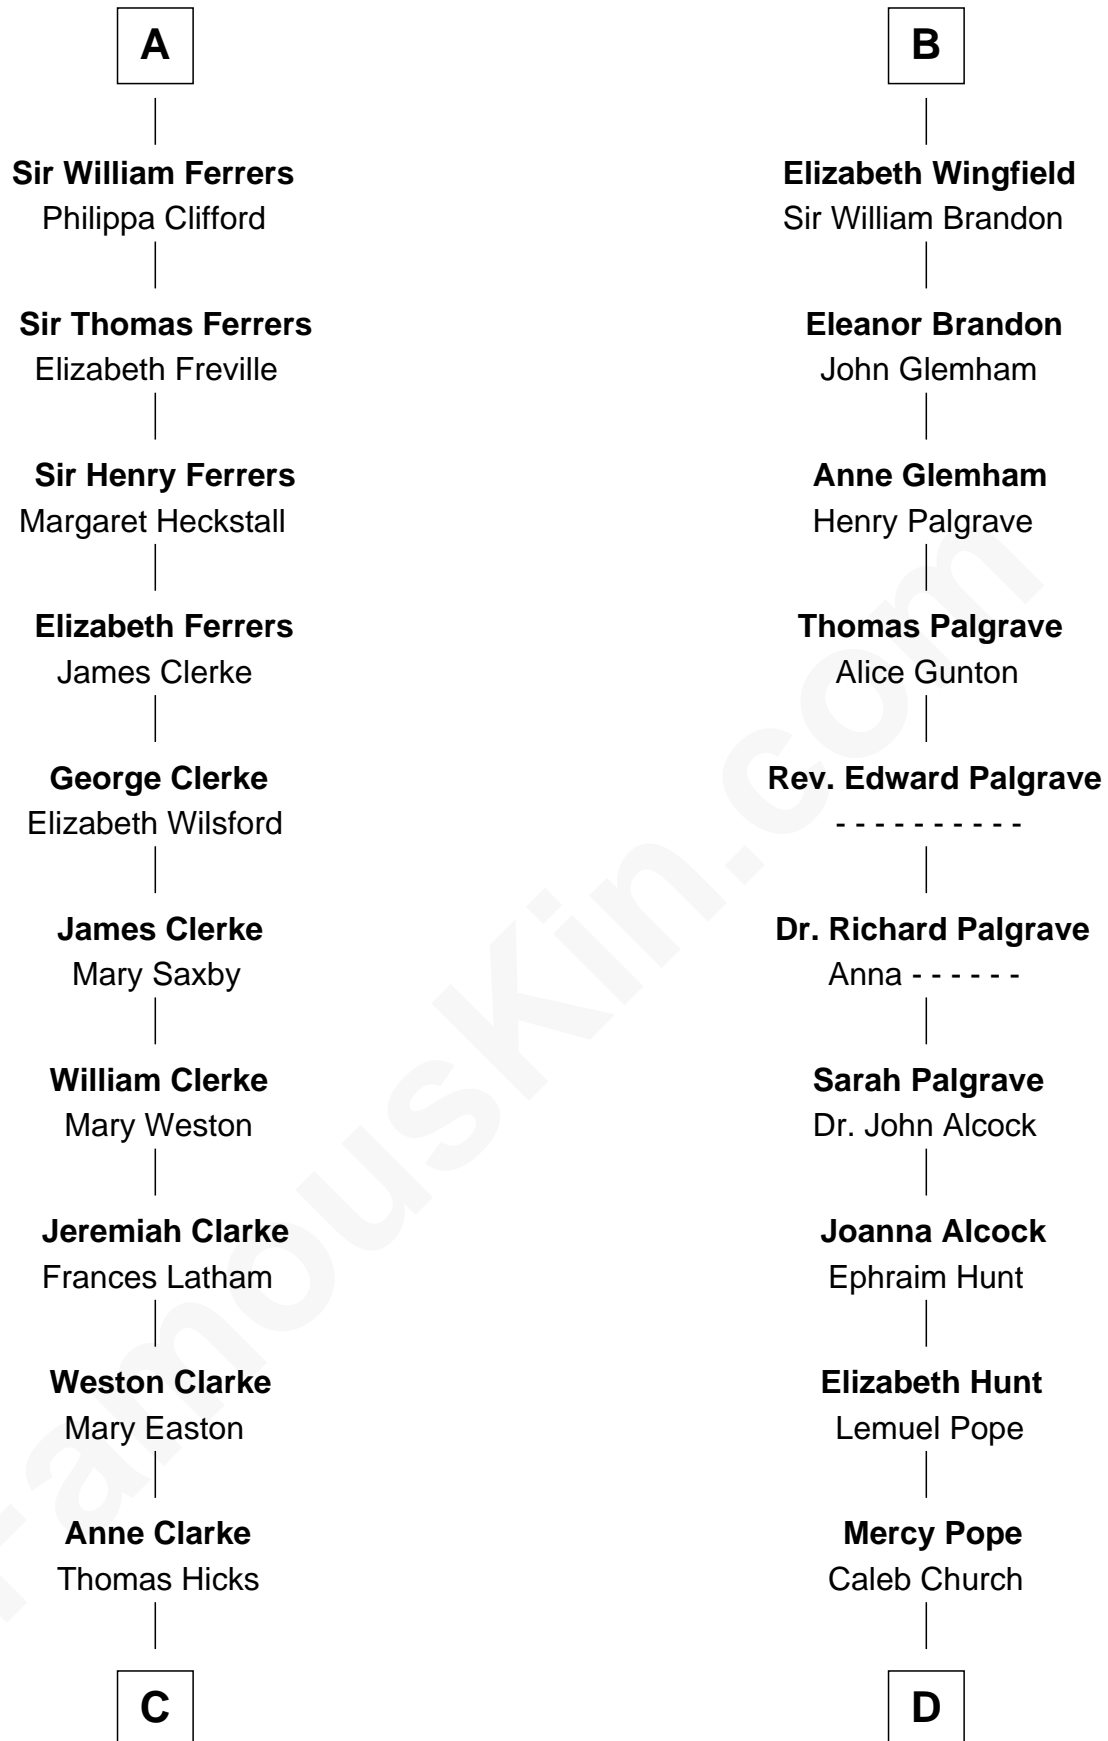 A
Sir William Ferrers
Philippa Clifford
Sir Thomas Ferrers
Elizabeth Freville
Sir Henry Ferrers
Margaret Heckstall
Elizabeth Ferrers
James Clerke
George Clerke
Elizabeth Wilsford
James Clerke
Mary Saxby
William Clerke
Mary Weston
Jeremiah Clarke
Frances Latham
Weston Clarke
Mary Easton
Anne Clarke
Thomas Hicks
C
B
Elizabeth Wingfield
Sir William Brandon
Eleanor Brandon
John Glemham
Anne Glemham
Henry Palgrave
Thomas Palgrave
Alice Gunton
Rev. Edward Palgrave
- - - - - - - - - -
Dr. Richard Palgrave
Anna - - - - - -
Sarah Palgrave
Dr. John Alcock
Joanna Alcock
Ephraim Hunt
Elizabeth Hunt
Lemuel Pope
Mercy Pope
Caleb Church
D
FamousKin.com